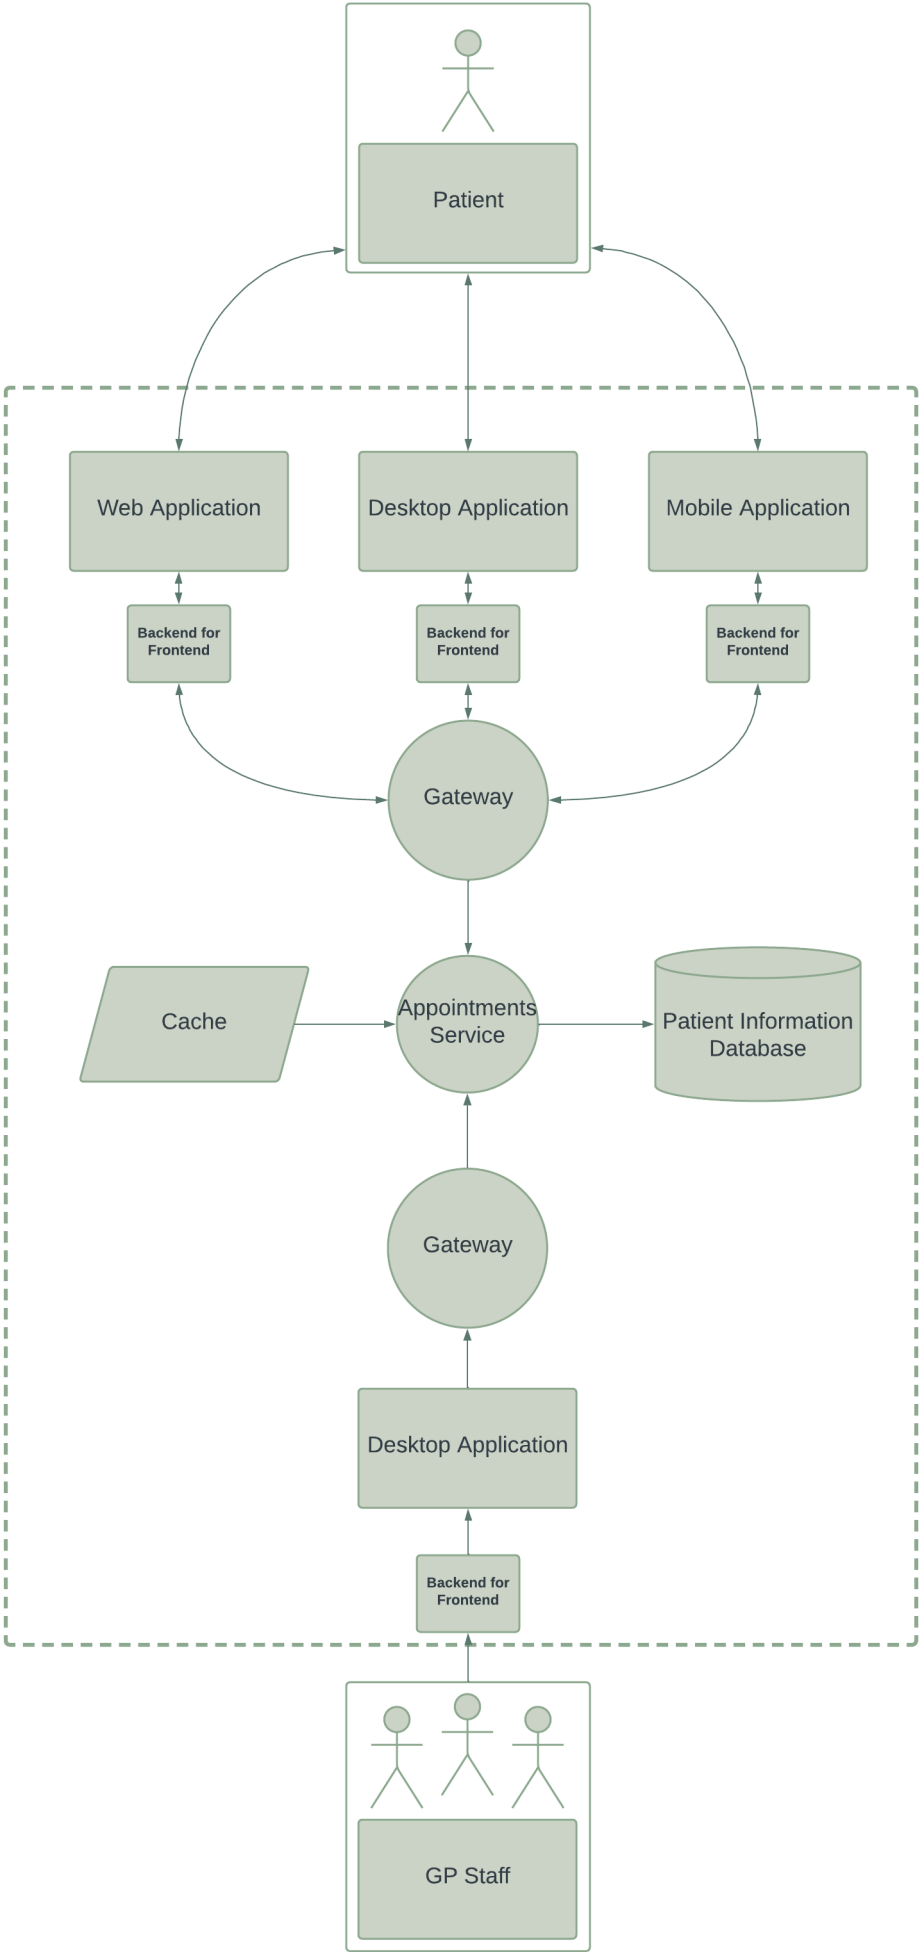 Patient
Web Application
Desktop Application
Mobile Application
Backend for
Frontend
Backend for
Frontend
Backend for
Frontend
Gateway
Cache
Appointments
Service
Patient Information
Database
Gateway
Desktop Application
Backend for
Frontend
GP Staff